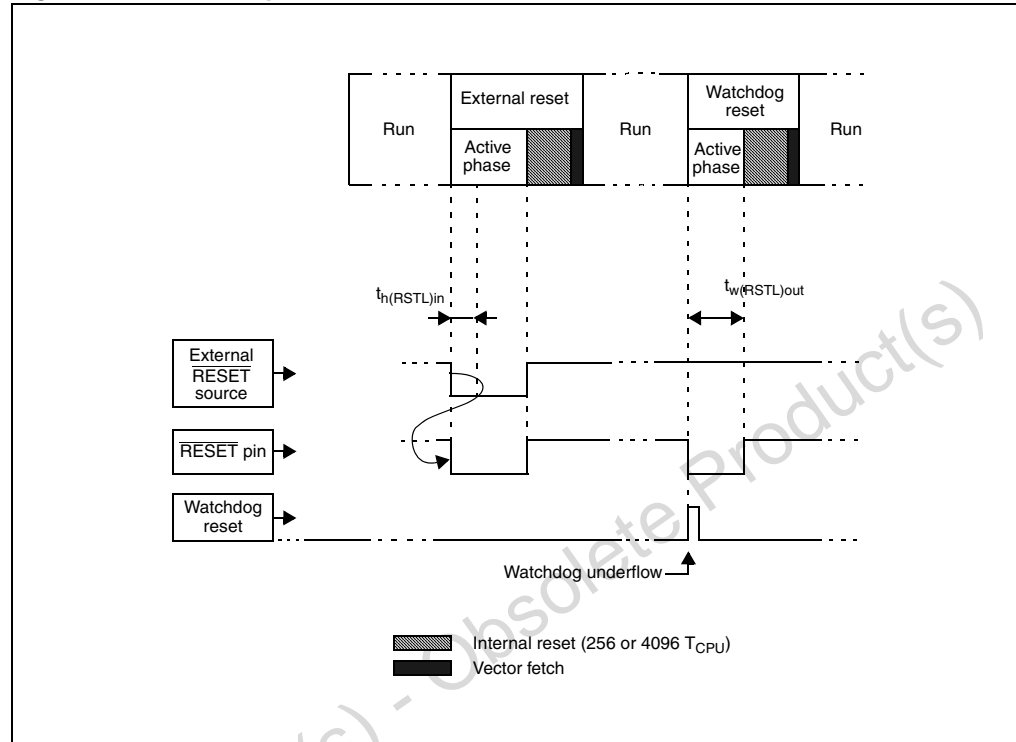 External reset
Watchdog
reset
Run
Run
Run
Active
phase
Active
phase
th(RSTL)in
tw(RSTL)out
External
RESET
source
RESET pin
Watchdog
reset
Watchdog underflow
Internal reset (256 or 4096 TCPU)
Vector fetch
(s) - Obsolete Product(s)